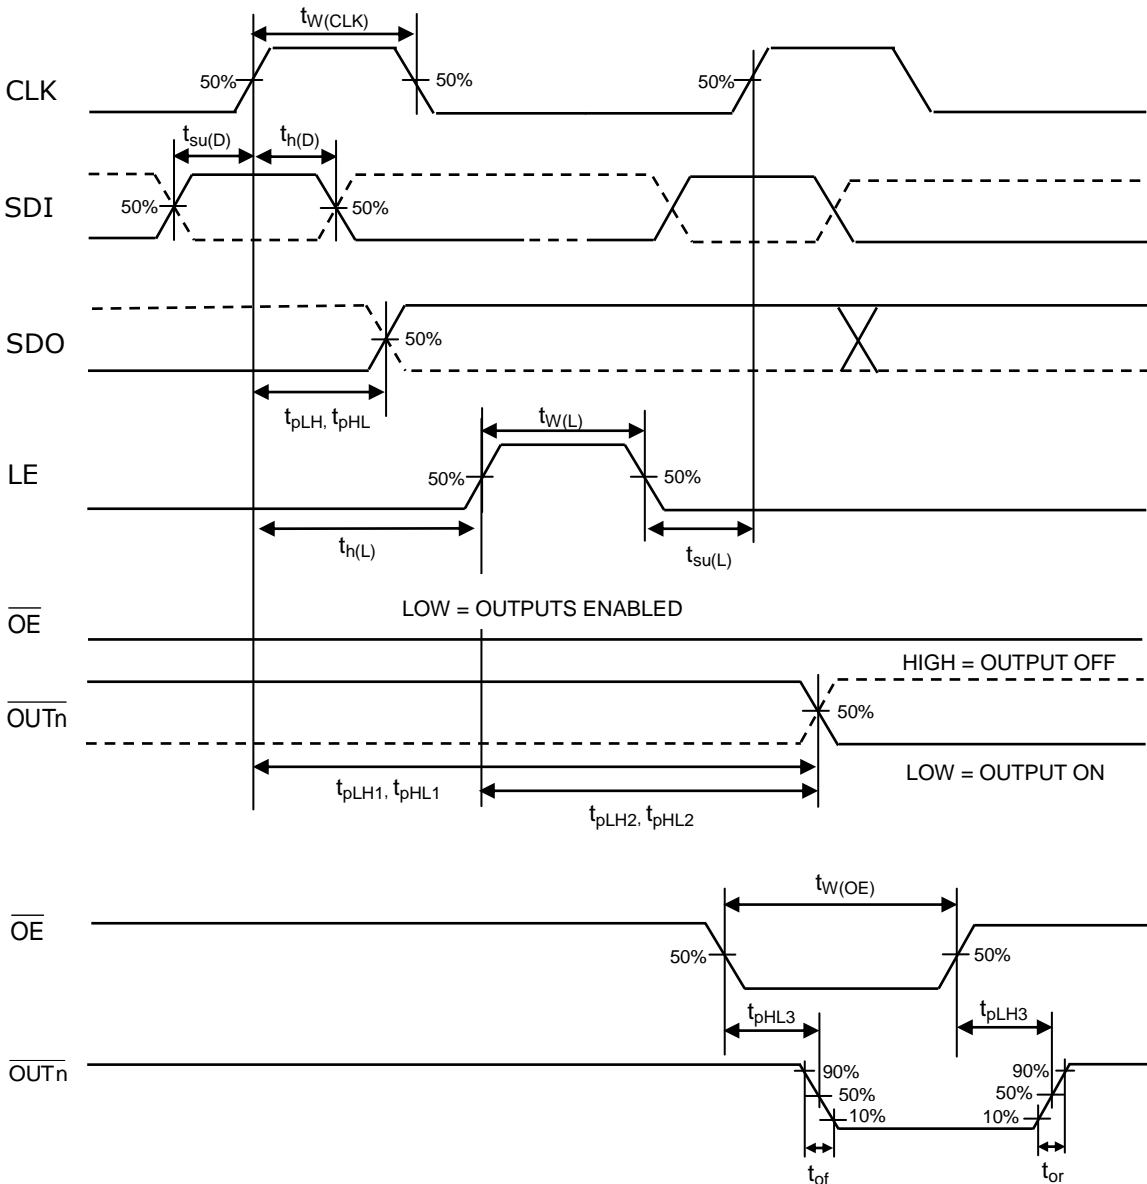 tW(CLK)
CLK 50% 50% 50%
tsu(D) th(D)
SDI 50% 50%
SDO 50%
tpLH, tpHL
tW(L)
LE 50% 50%
th(L) tsu(L)
LOW = OUTPUTS ENABLED
OE
HIGH = OUTPUT OFF
OUTn 50%
LOW = OUTPUT ON
tpLH1, tpHL1
tpLH2, tpHL2
tW(OE)
OE
50% 50%
tpHL3 tpLH3
OUTn
90% 90%
50% 50%
10% 10%
tof tor